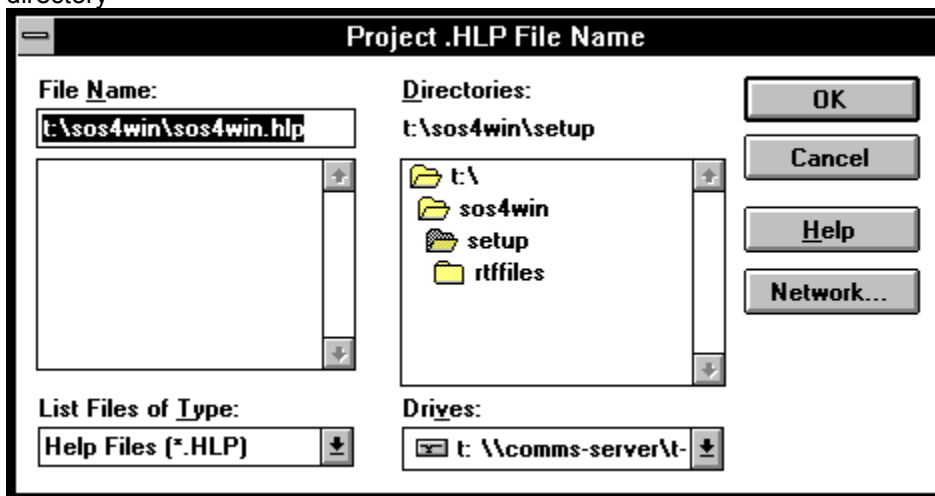 directory
Project .HLP File Name
File Name:
t:\sos4win\sos4win.hlp
Directories:
t:\sos4win\setup
t:\
sos4win
setup
rtffiles
OK
Cancel
Help
Network...
List Files of Type:
Help Files (*.HLP)
Drives:
t: \\comms-server\t-